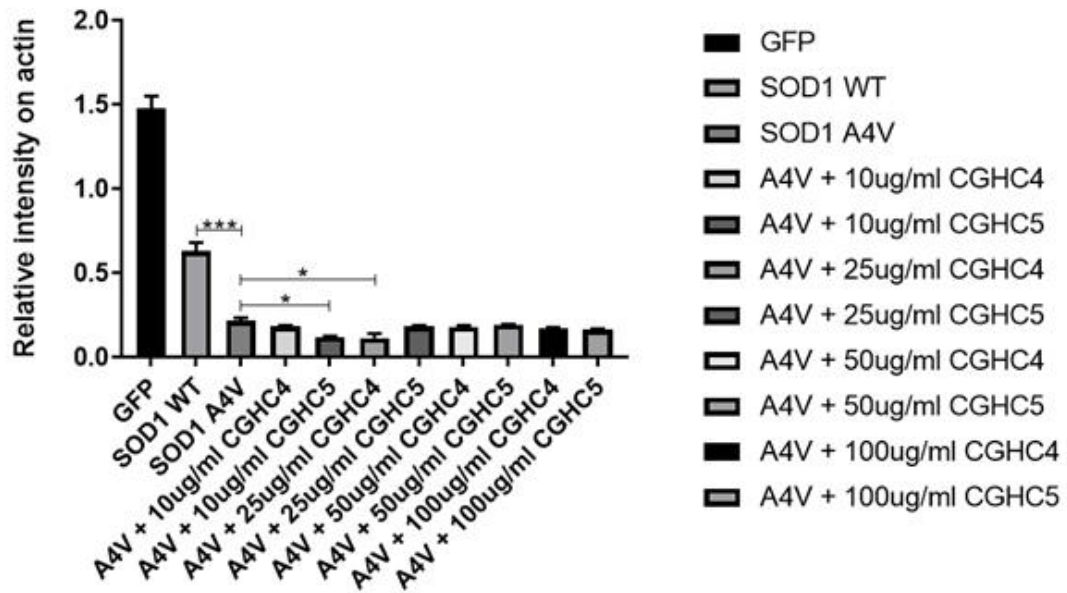 Relative intensity on actin
2.0
1.5
1.0
0.5
0.0
***
*
*
GFP
SOD1 WT
SOD1 A4V
A4V + 10ug/ml CGHC4
A4V + 10ug/ml CGHC5
A4V + 25ug/ml CGHC4
A4V + 25ug/ml CGHC5
A4V + 50ug/ml CGHC4
A4V + 50ug/ml CGHC5
A4V + 100ug/ml CGHC4
A4V + 100ug/ml CGHC5
GFP
SOD1 WT
SOD1 A4V
A4V + 10ug/ml CGHC4
A4V + 10ug/ml CGHC5
A4V + 25ug/ml CGHC4
A4V + 25ug/ml CGHC5
A4V + 50ug/ml CGHC4
A4V + 50ug/ml CGHC5
A4V + 100ug/ml CGHC4
A4V + 100ug/ml CGHC5